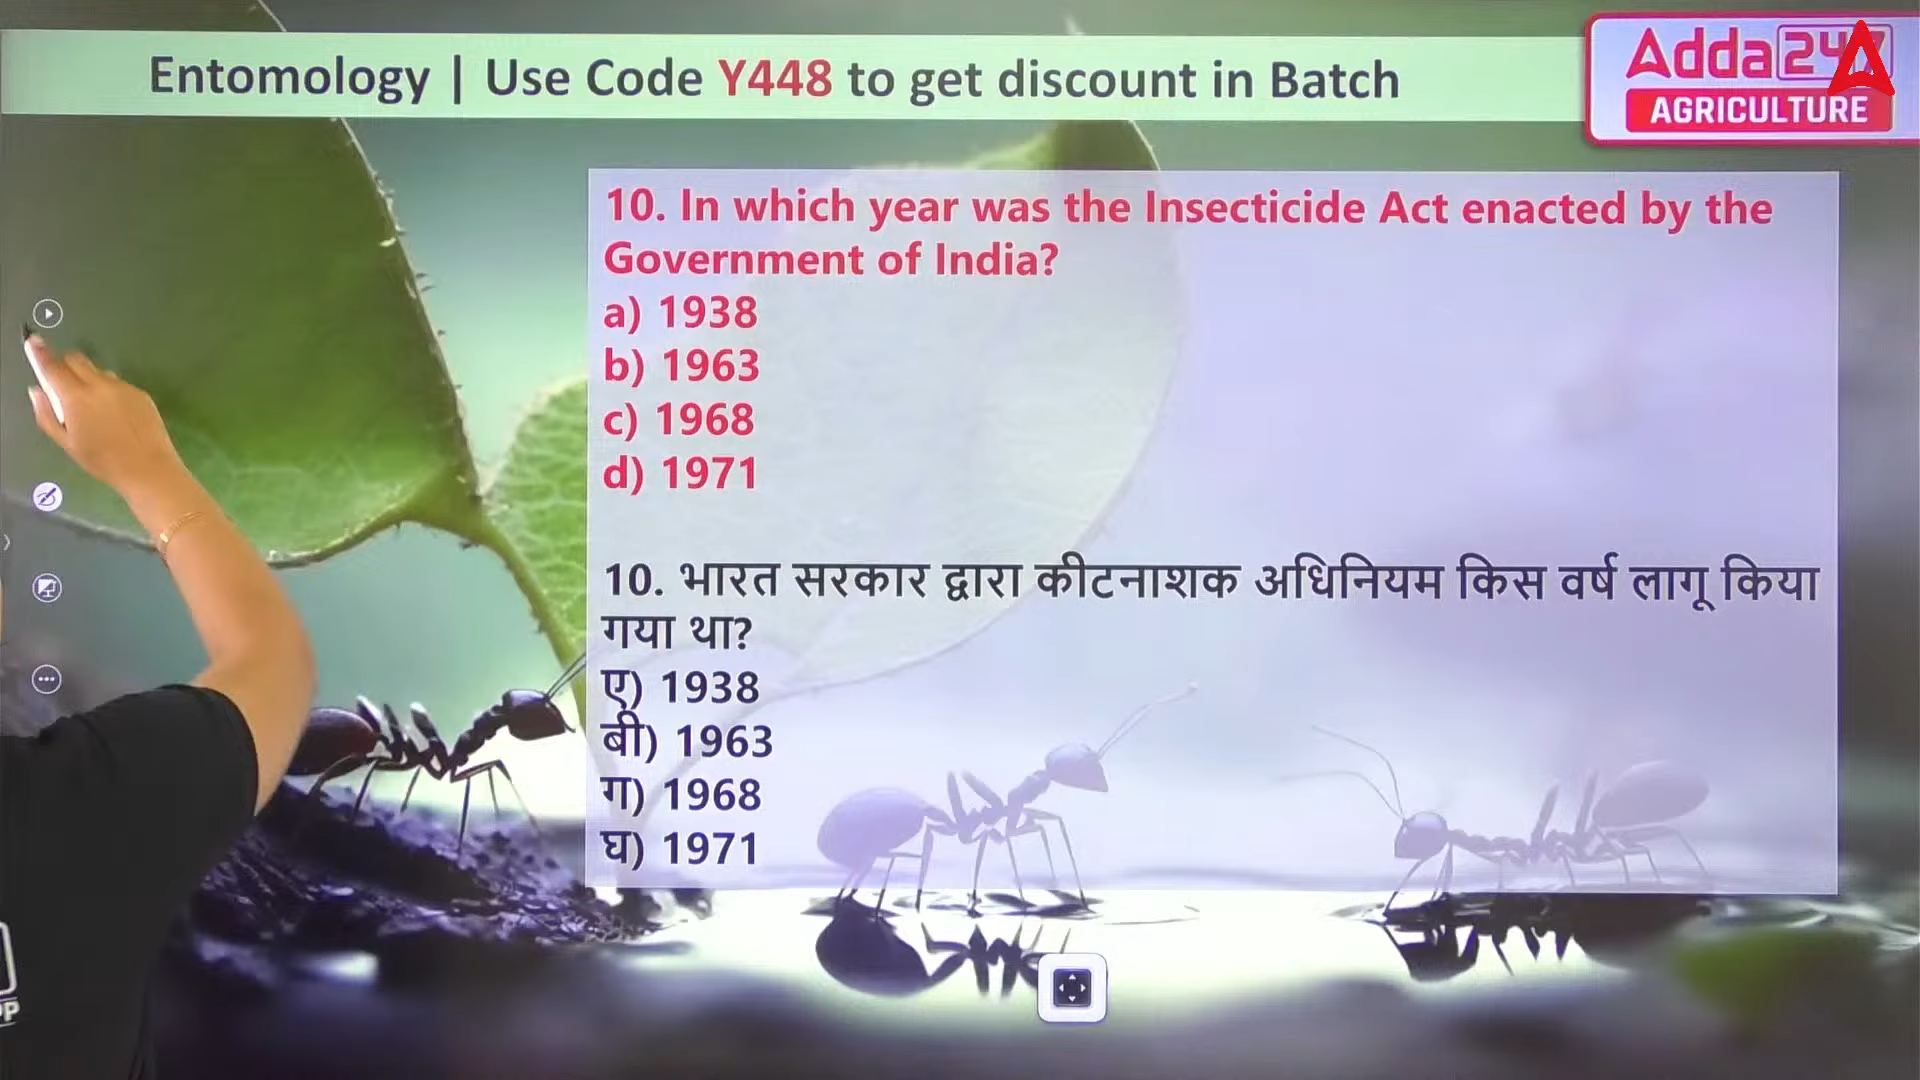 Entomology | Use Code Y448 to get discount in Batch
Adda247
AGRICULTURE
10. In which year was the Insecticide Act enacted by the
Government of India?
a) 1938
b) 1963
c) 1968
d) 1971
10. भारत सरकार द्वारा कीटनाशक अधिनियम किस वर्ष लागू किया
गया था?
ए) 1938
बी) 1963
ग) 1968
घ) 1971